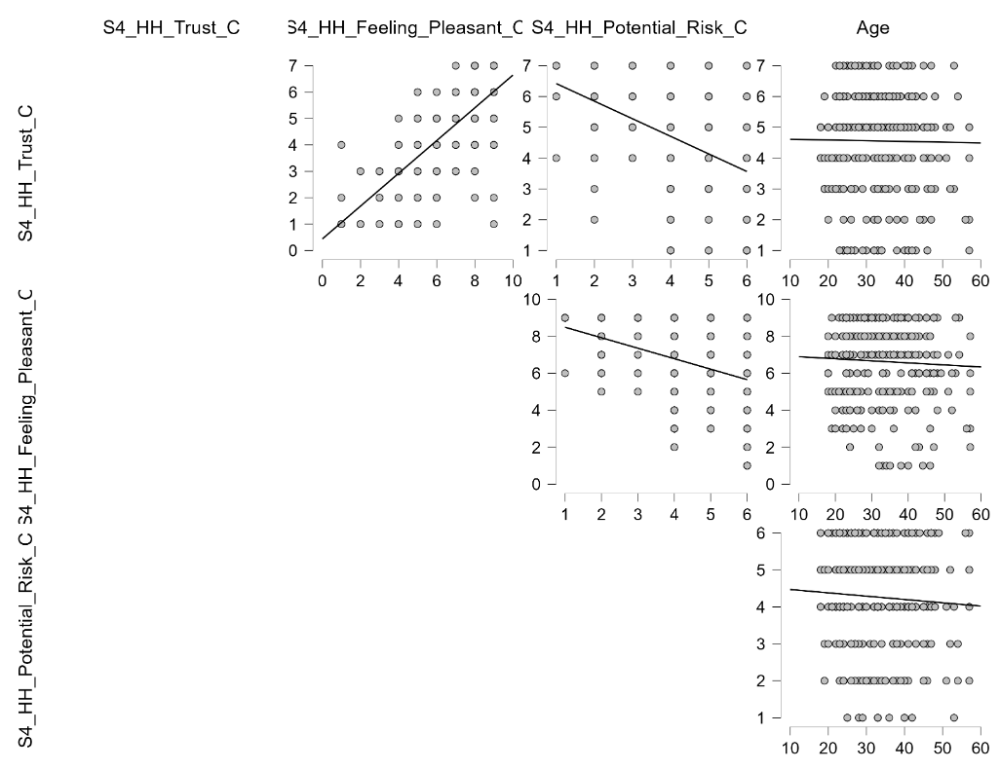 S4_HH_Trust_C S4_HH_Feeling_Pleasant_C S4_HH_Potential_Risk_C Age
S4_HH_Trust_C
7 7 7
6 6 6
5 5 5
4 4 4
3 3 3
2 2 2
1 1 1
0
0 2 4 6 8 10 1 2 3 4 5 6 10 20 30 40 50 60
S4_HH_Feeling_Pleasant_C
10 10
8 8
6 6
4 4
2 2
0 0
1 2 3 4 5 6 10 20 30 40 50 60
S4_HH_Potential_Risk_C
6
5
4
3
2
1
10 20 30 40 50 60